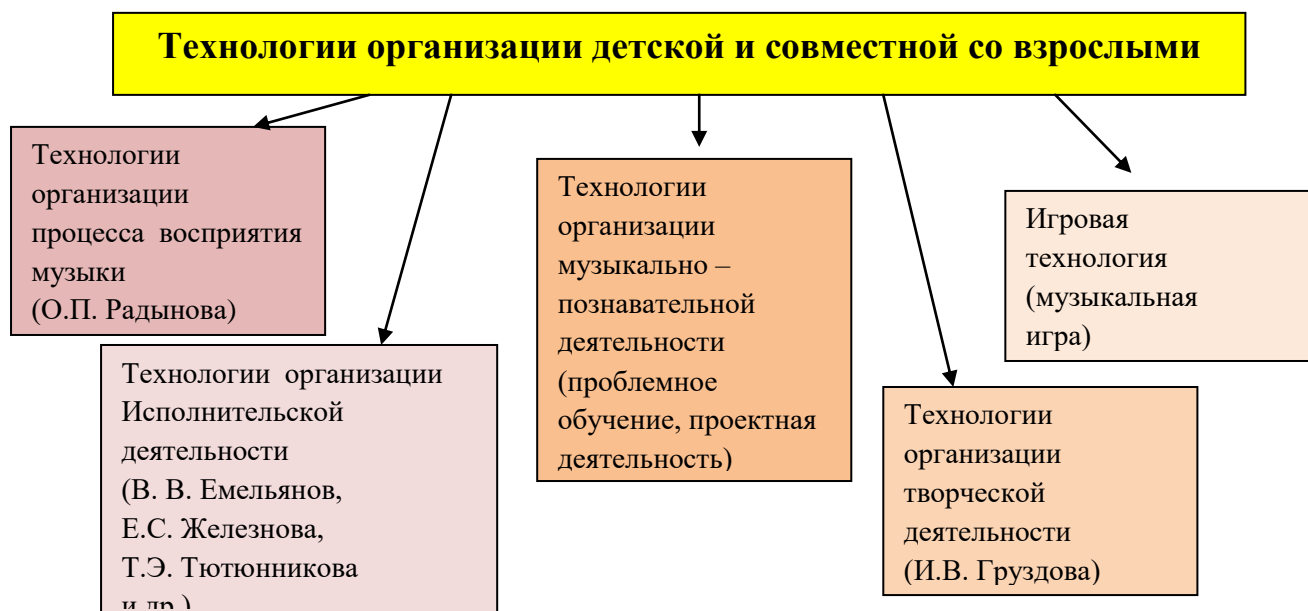 Технологии организации детской и совместной со взрослыми
Технологии
организации
процесса восприятия
музыки
(О.П. Радынова)
Технологии организации
Исполнительской
деятельности
(В. В. Емельянов,
Е.С. Железнова,
Т.Э. Тютюнникова
и др.)
Технологии
организации
музыкально –
познавательной
деятельности
(проблемное
обучение, проектная
деятельность)
Технологии
организации
творческой
деятельности
(И.В. Груздова)
Игровая
технология
(музыкальная
игра)